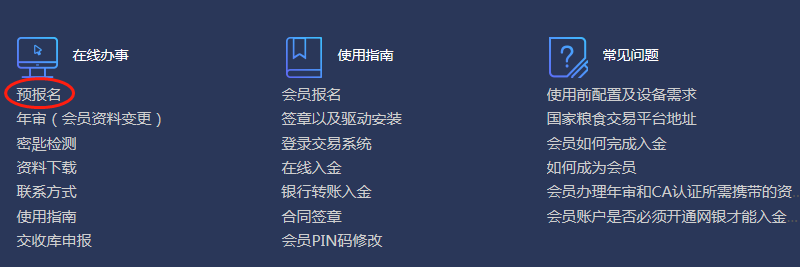 在线办事
预报名
年审（会员资料变更）
密匙检测
资料下载
联系方式
使用指南
交收库申报
使用指南
会员报名
签章以及驱动安装
登录交易系统
在线入金
银行转账入金
合同签章
会员PIN码修改
常见问题
使用前配置及设备需求
国家粮食交易平台地址
会员如何完成入金
如何成为会员
会员办理年审和CA认证所需携带的资...
会员账户是否必须开通网银才能入金...